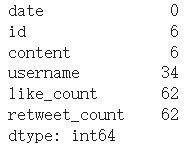 date 0
id 6
content 6
username 34
like_count 62
retweet_count 62
dtype: int64